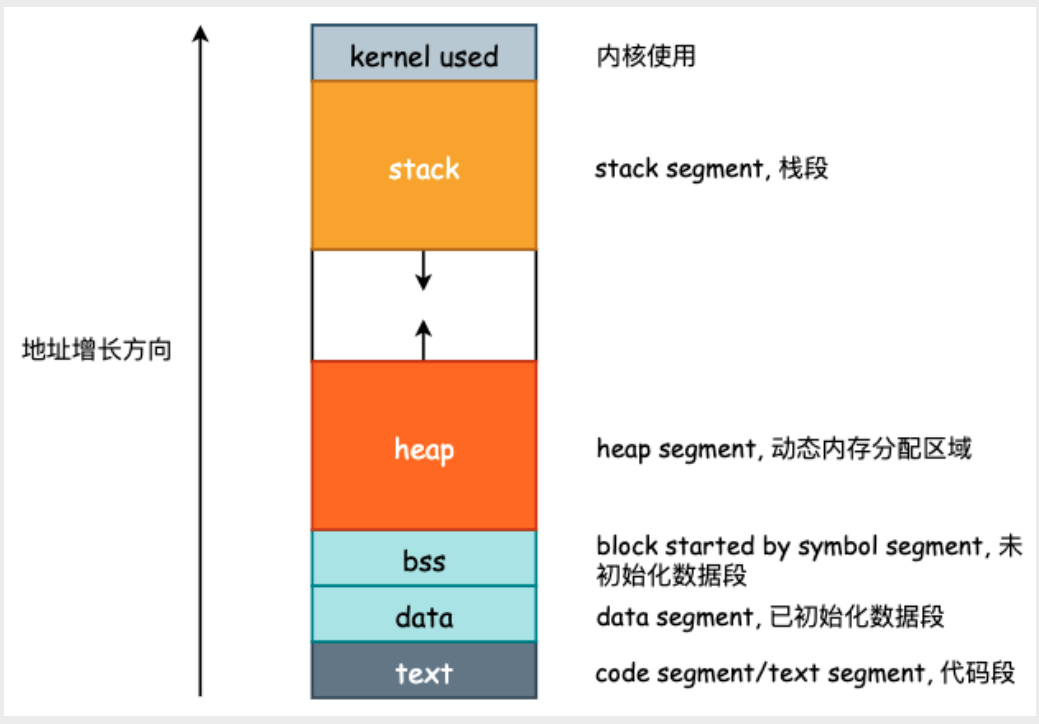 kernel used
内核使用
stack
stack segment, 栈段
地址增长方向
heap
heap segment, 动态内存分配区域
bss
block started by symbol segment, 未
初始化数据段
data
data segment, 已初始化数据段
text
code segment/text segment, 代码段